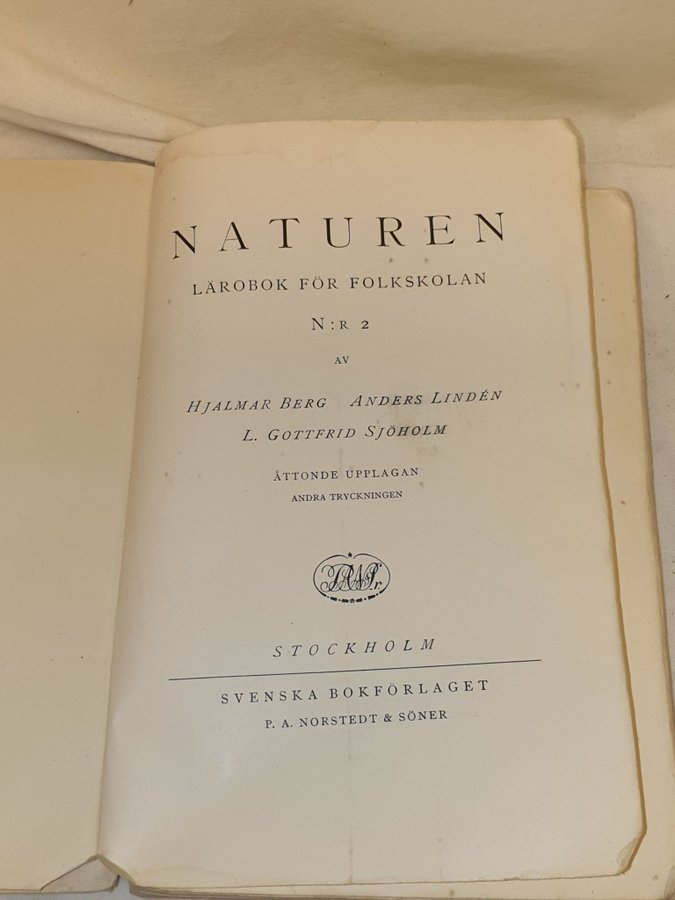 NATUREN
LÄROBOK FÖR FOLKSKOLAN
N:R 2
AV
HJALMAR BERG ANDERS LINDÉN
L. GOTTFRID SJÖHOLM
ÅTTONDE UPPLAGAN
ANDRA TRYCKNINGEN
STOCKHOLM
SVENSKA BOKFÖRLAGET
P. A. NORSTEDT & SÖNER